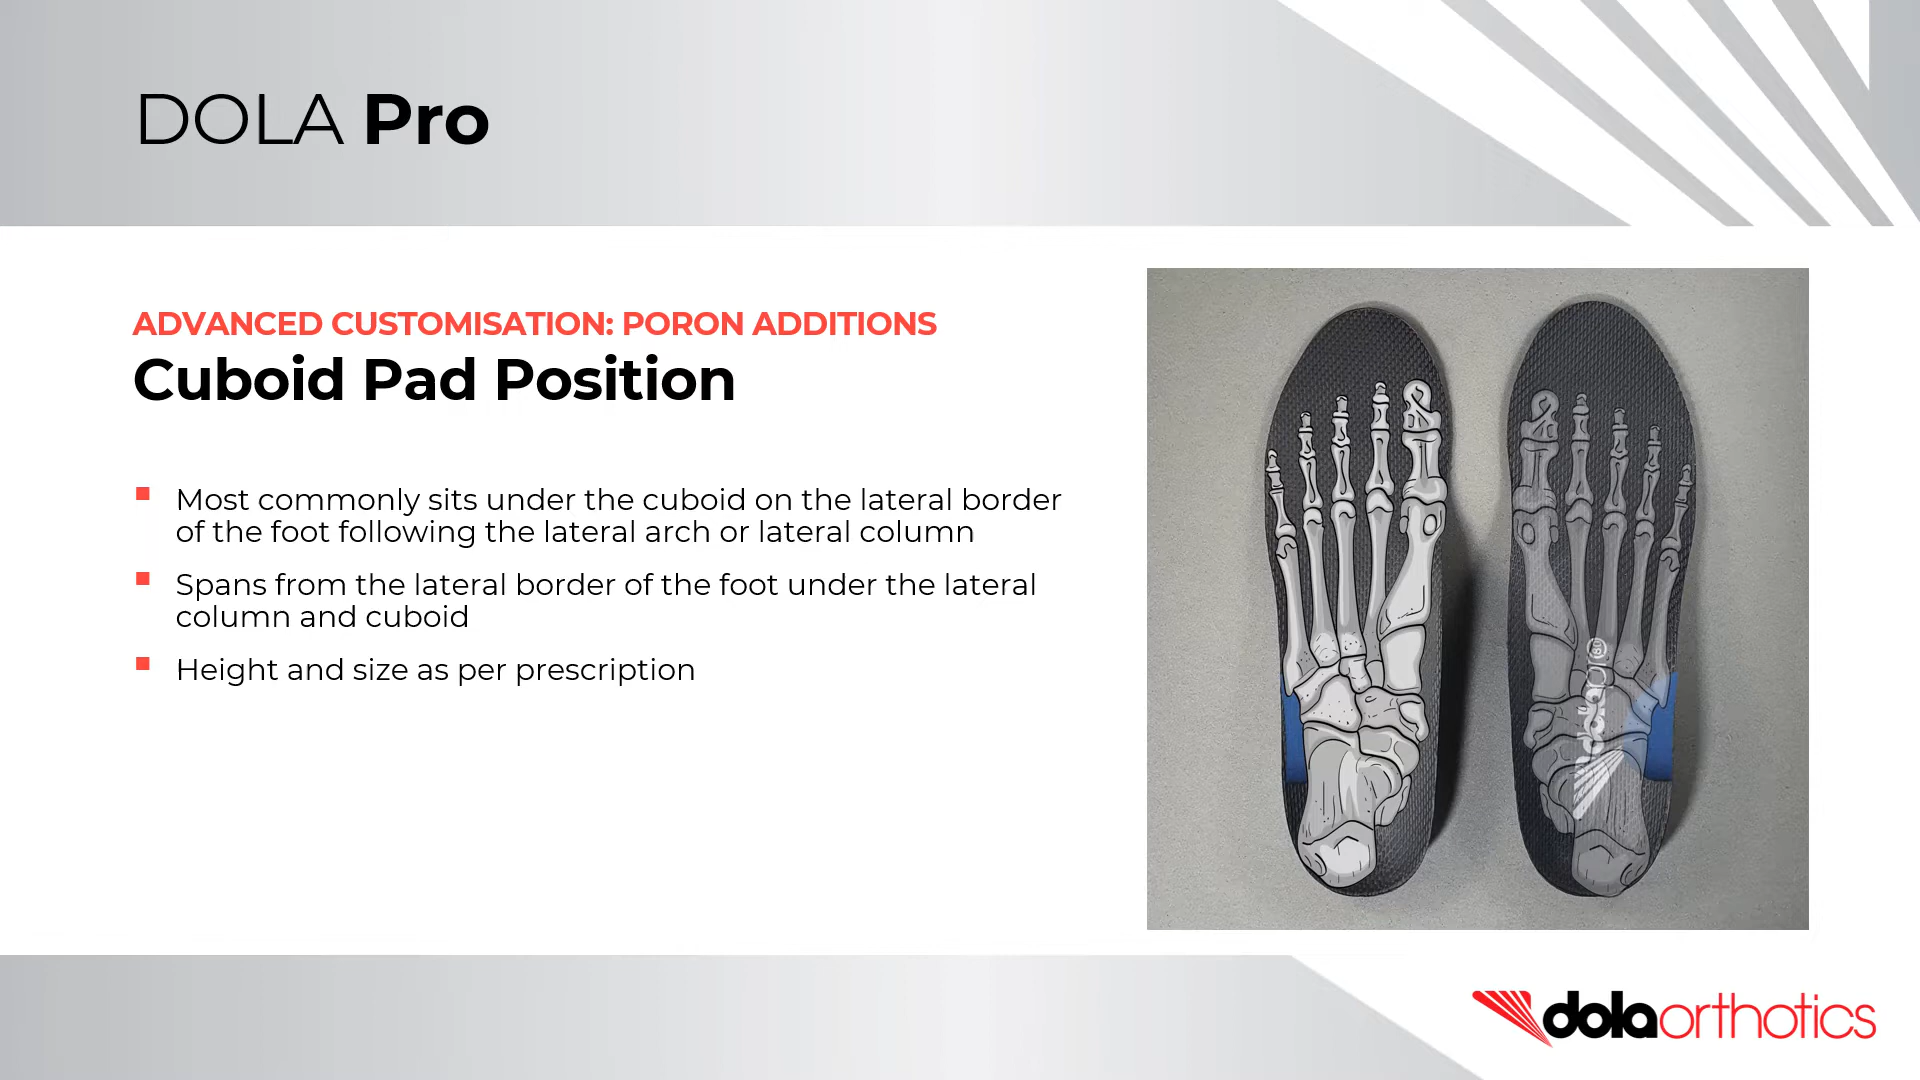 DOLA Pro
ADVANCED CUSTOMISATION: PORON ADDITIONS
Cuboid Pad Position
Most commonly sits under the cuboid on the lateral border
of the foot following the lateral arch or lateral column
Spans from the lateral border of the foot under the lateral
column and cuboid
Height and size as per prescription
dolaorthotics